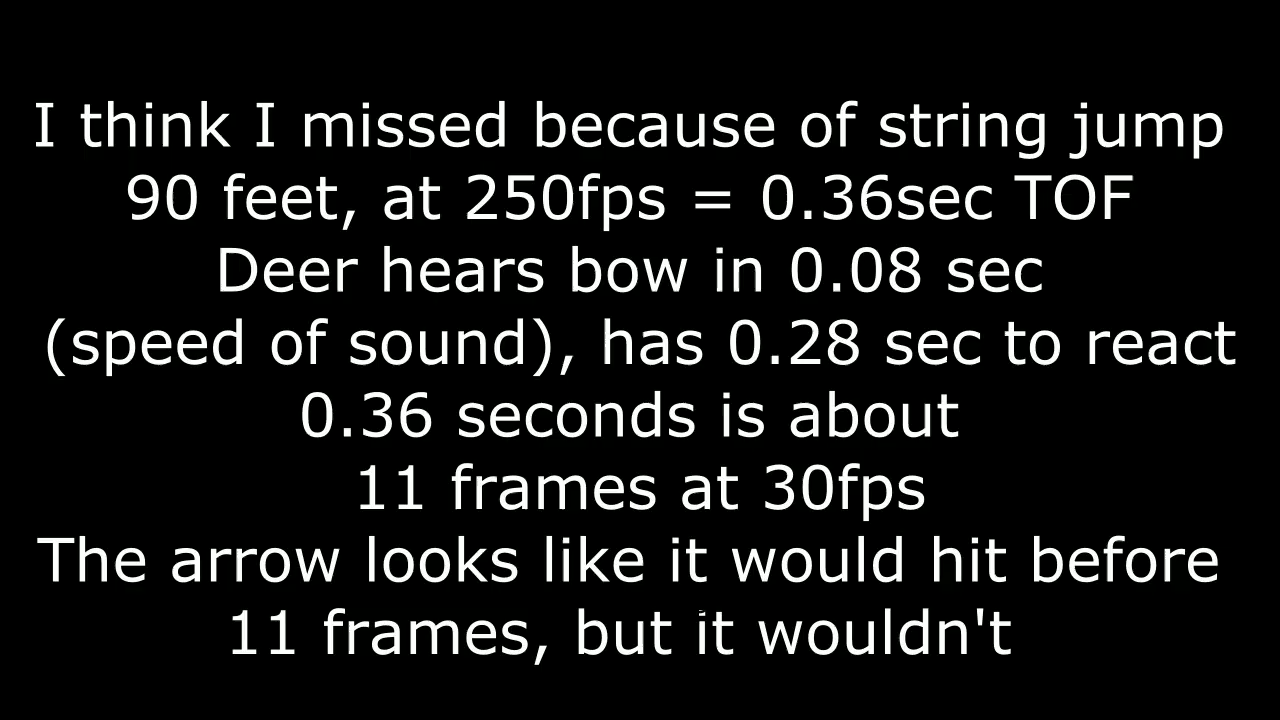 I think I missed because of string jump
90 feet, at 250fps = 0.36sec TOF
Deer hears bow in 0.08 sec
(speed of sound), has 0.28 sec to react
0.36 seconds is about
11 frames at 30fps
The arrow looks like it would hit before
11 frames, but it wouldn't